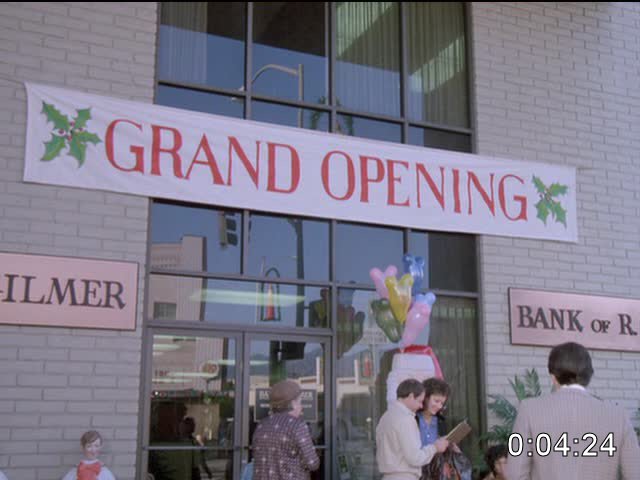 GRAND OPENING
-ILMER
BANK OF R.
0:04:24